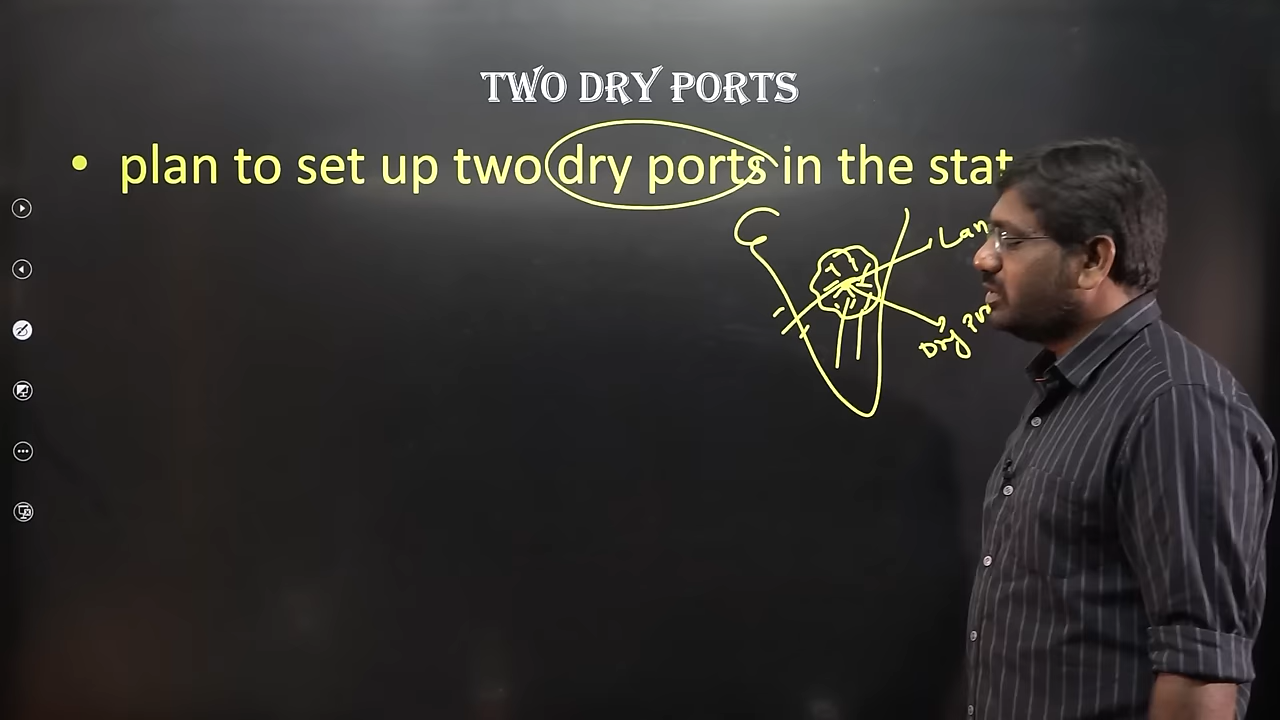 TWO DRY PORTS
• plan to set up two dry ports in the stat
Lan
Dry